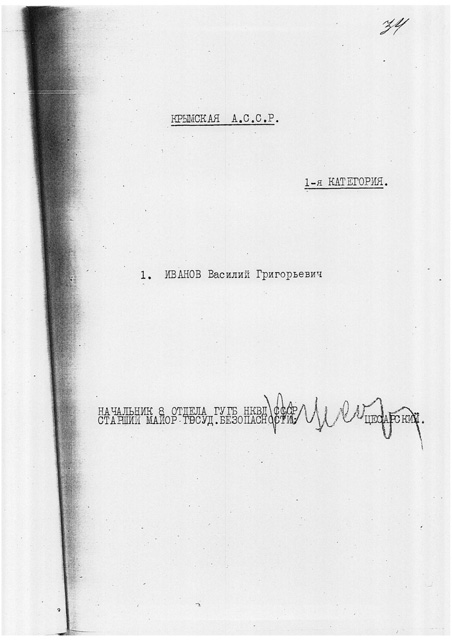 34
КРЫМСКАЯ А.С.С.Р.
1-я КАТЕГОРИЯ.
1. ИВАНОВ Василий Григорьевич
НАЧАЛЬНИК 8 ОТДЕЛА ГУГБ НКВД СССР
СТАРШИЙ МАЙОР ГОСУД.БЕЗОПАСНОСТИ: ЦЕСАРСКИЙ.